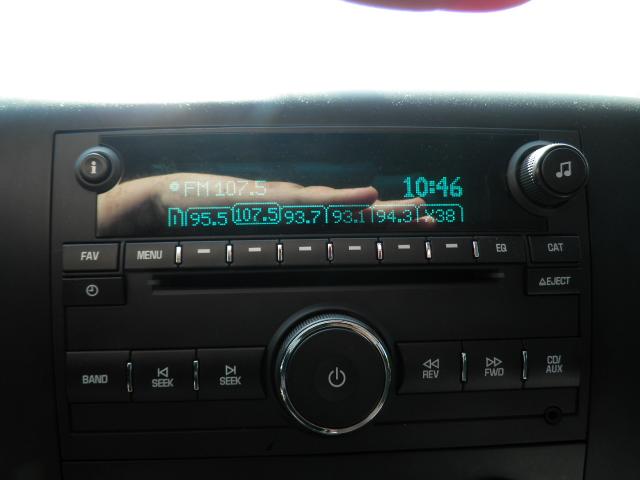 FM 107.5 10:46
95.5 107.5 93.7 93.1 94.3 X38
FAV MENU EQ CAT
EJECT
BAND SEEK SEEK REV FWD CD/
AUX